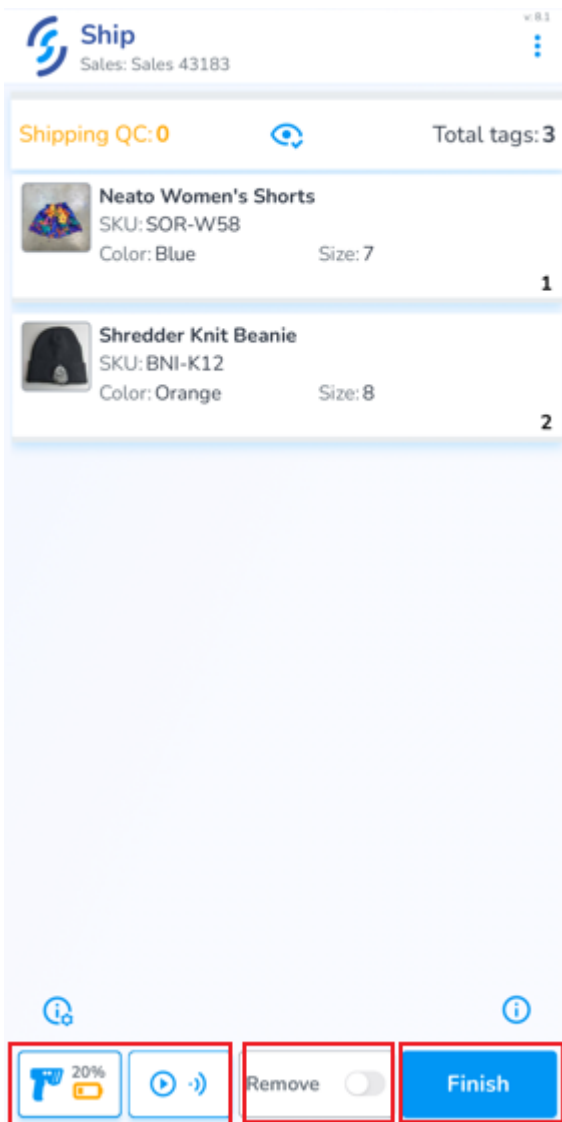 v: 8.1
Ship
Sales: Sales 43183
Shipping QC: 0 Total tags: 3
Neato Women's Shorts
SKU: SOR-W58
Color: Blue Size: 7
1
Shredder Knit Beanie
SKU: BNI-K12
Color: Orange Size: 8
2
20%
Remove
Finish